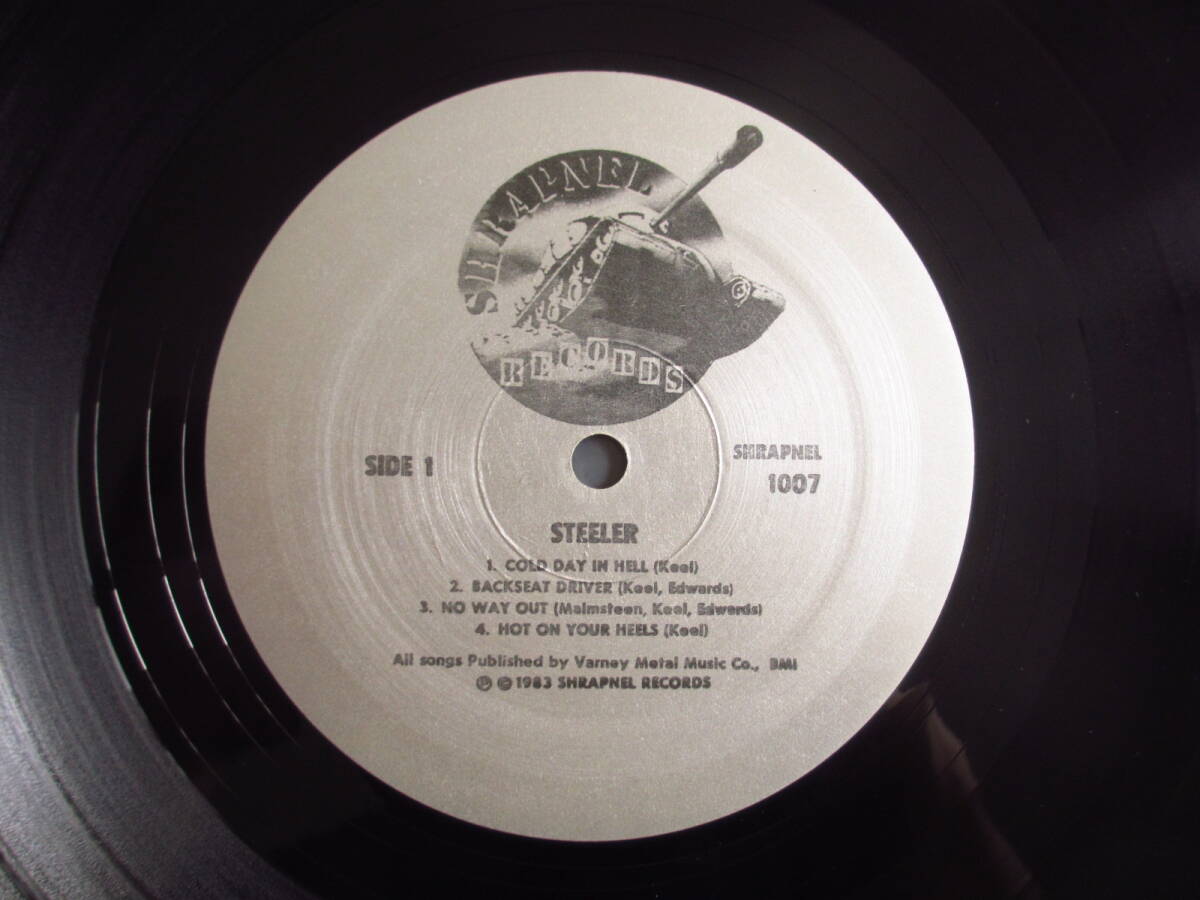 SHRAPNEL
RECORDS
SIDE 1
SHRAPNEL
1007
STEELER
1. COLD DAY IN HELL (Keel)
2. BACKSEAT DRIVER (Keel, Edwards)
3. NO WAY OUT (Malmsteen, Keel, Edwards)
4. HOT ON YOUR HEELS (Keel)
All songs Published by Varney Metal Music Co., BMI
℗ © 1983 SHRAPNEL RECORDS